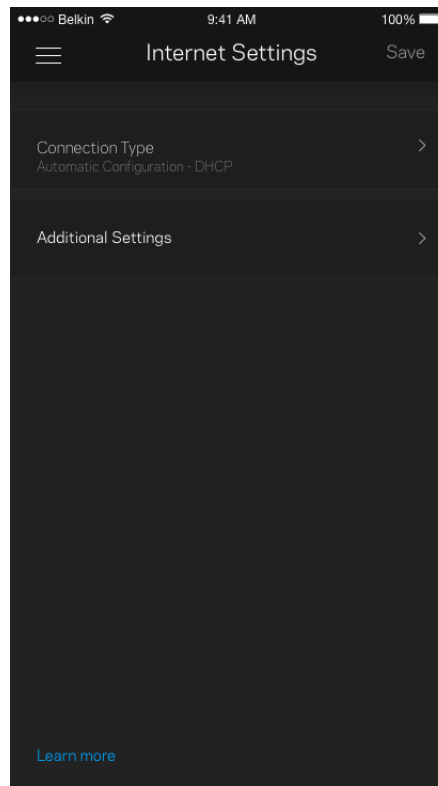 Belkin 9:41 AM 100%
Internet Settings Save
Connection Type
Automatic Configuration - DHCP
Additional Settings
Learn more